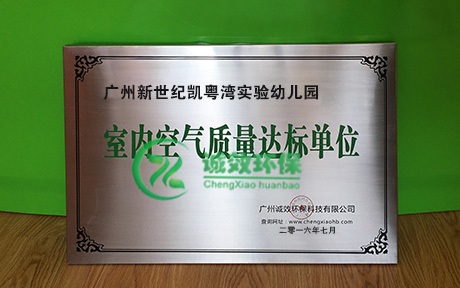 广州新世纪凯粤湾实验幼儿园
室内空气质量达标单位
诚效环保
ChengXiao huanbao
广州诚效环保科技有限公司
查询网址:www.chengxiaohb.com
二零一六年七月